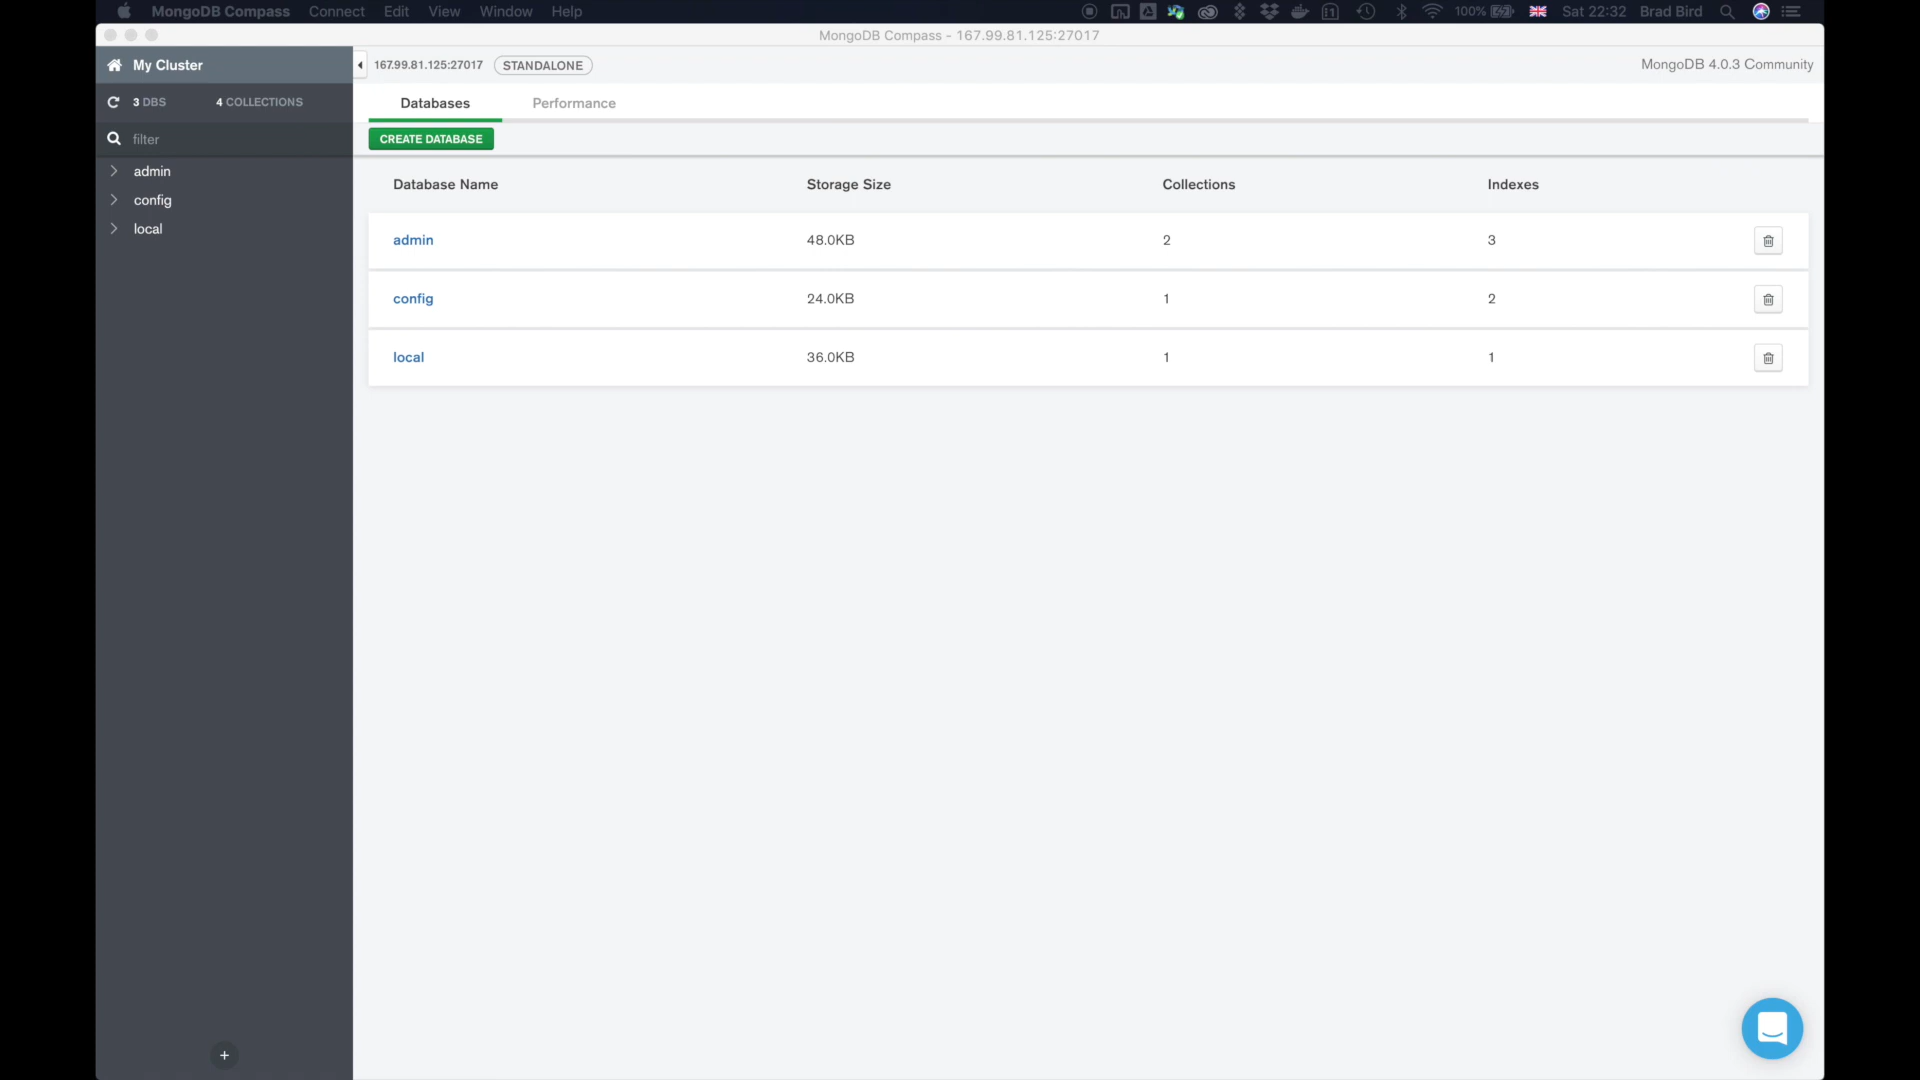 MongoDB Compass Connect Edit View Window Help 100% Sat 22:32 Brad Bird
MongoDB Compass - 167.99.81.125:27017
My Cluster
167.99.81.125:27017 STANDALONE
MongoDB 4.0.3 Community
3 DBS 4 COLLECTIONS
Databases Performance
filter
CREATE DATABASE
admin
config
local
Database Name Storage Size Collections Indexes
admin 48.0KB 2 3
config 24.0KB 1 2
local 36.0KB 1 1
+